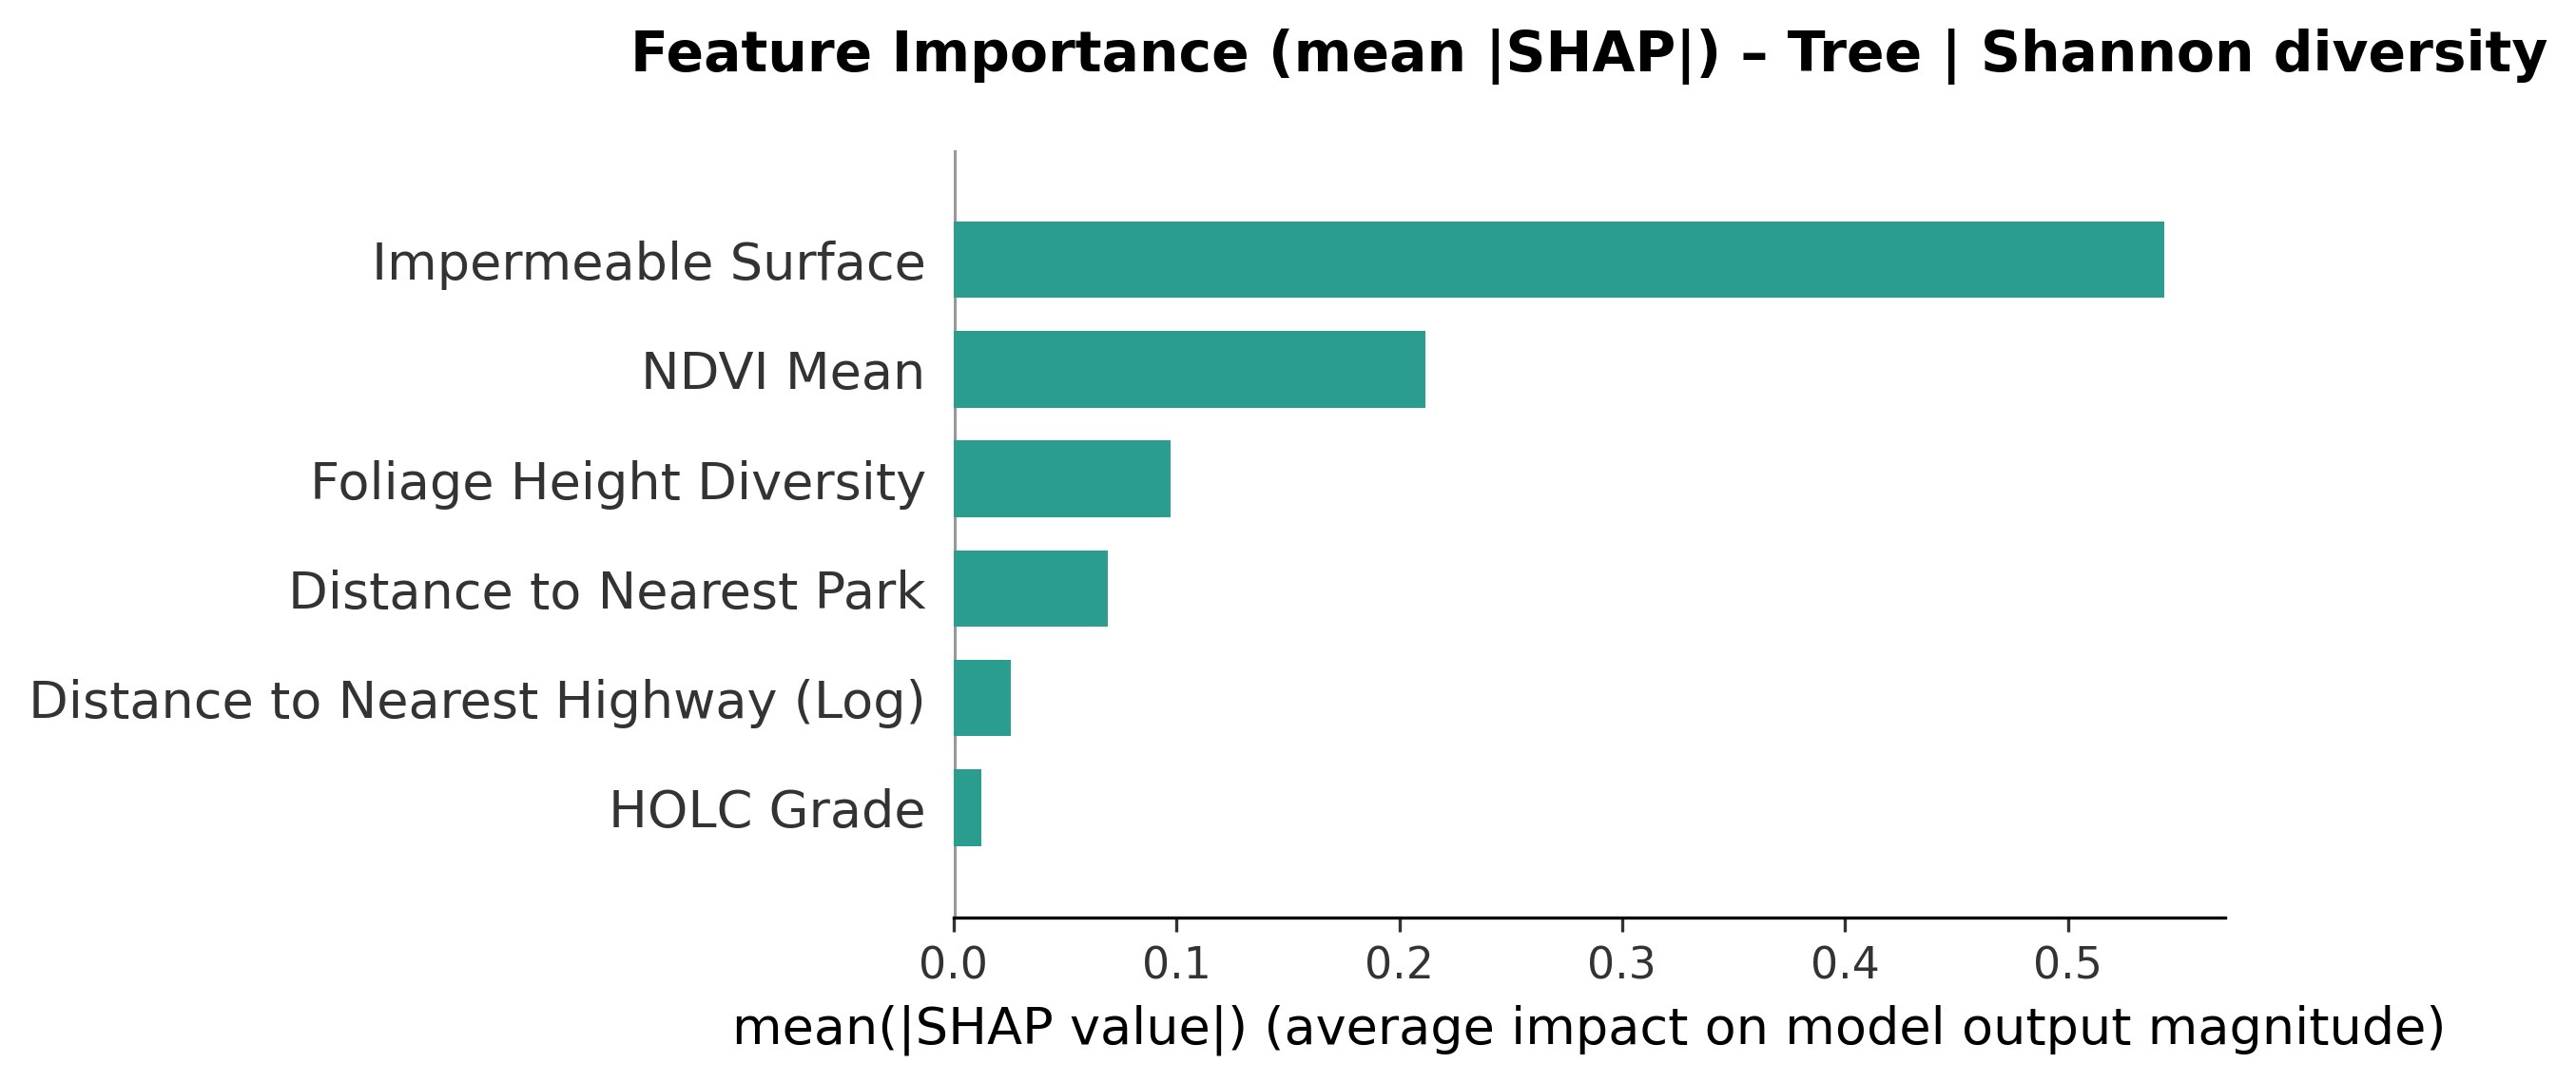 Feature Importance (mean |SHAP|) – Tree | Shannon diversity
Impermeable Surface
NDVI Mean
Foliage Height Diversity
Distance to Nearest Park
Distance to Nearest Highway (Log)
HOLC Grade
0.0 0.1 0.2 0.3 0.4 0.5
mean(|SHAP value|) (average impact on model output magnitude)